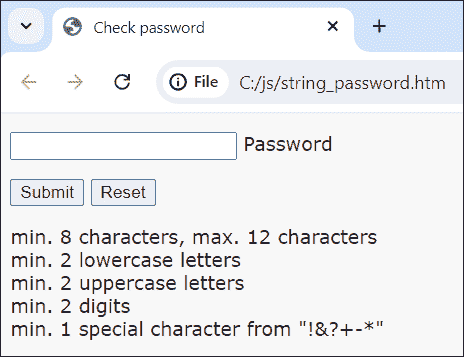 Check password
File C:/js/string_password.htm
Password
Submit Reset
min. 8 characters, max. 12 characters
min. 2 lowercase letters
min. 2 uppercase letters
min. 2 digits
min. 1 special character from "!&?+-*"